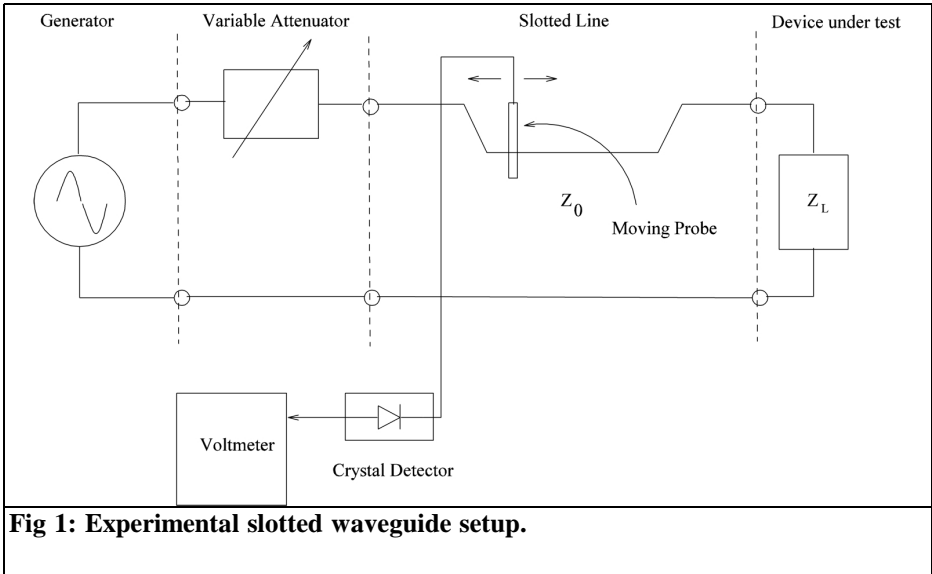 Generator
Variable Attenuator
Slotted Line
Device under test
Z0
ZL
Moving Probe
Voltmeter
Crystal Detector
Fig 1: Experimental slotted waveguide setup.